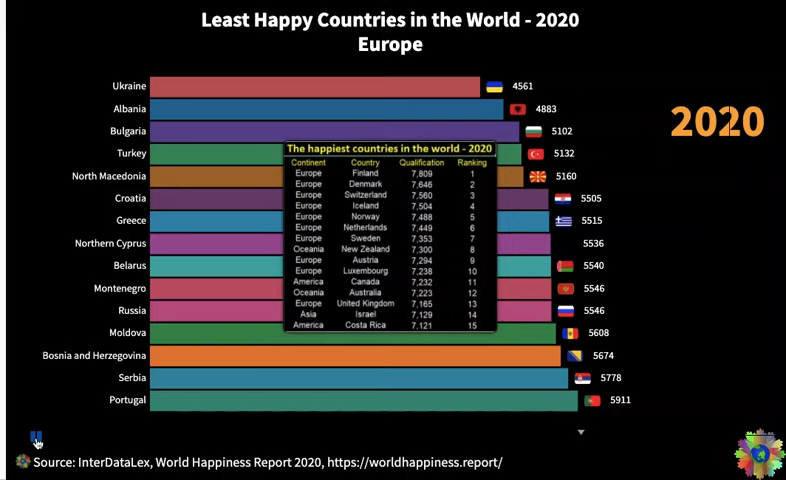 Least Happy Countries in the World - 2020
Europe
2020
Ukraine 4561
Albania 4883
Bulgaria 5102
Turkey 5132
North Macedonia 5160
Croatia 5505
Greece 5515
Northern Cyprus 5536
Belarus 5540
Montenegro 5546
Russia 5546
Moldova 5608
Bosnia and Herzegovina 5674
Serbia 5778
Portugal 5911
The happiest countries in the world - 2020
Continent Country Qualification Ranking
Europe Finland 7,809 1
Europe Denmark 7,646 2
Europe Switzerland 7,560 3
Europe Iceland 7,504 4
Europe Norway 7,488 5
Europe Netherlands 7,449 6
Europe Sweden 7,353 7
Oceania New Zealand 7,300 8
Europe Austria 7,294 9
Europe Luxembourg 7,238 10
America Canada 7,232 11
Oceania Australia 7,223 12
Europe United Kingdom 7,165 13
Asia Israel 7,129 14
America Costa Rica 7,121 15
Source: InterDataLex, World Happiness Report 2020, https://worldhappiness.report/